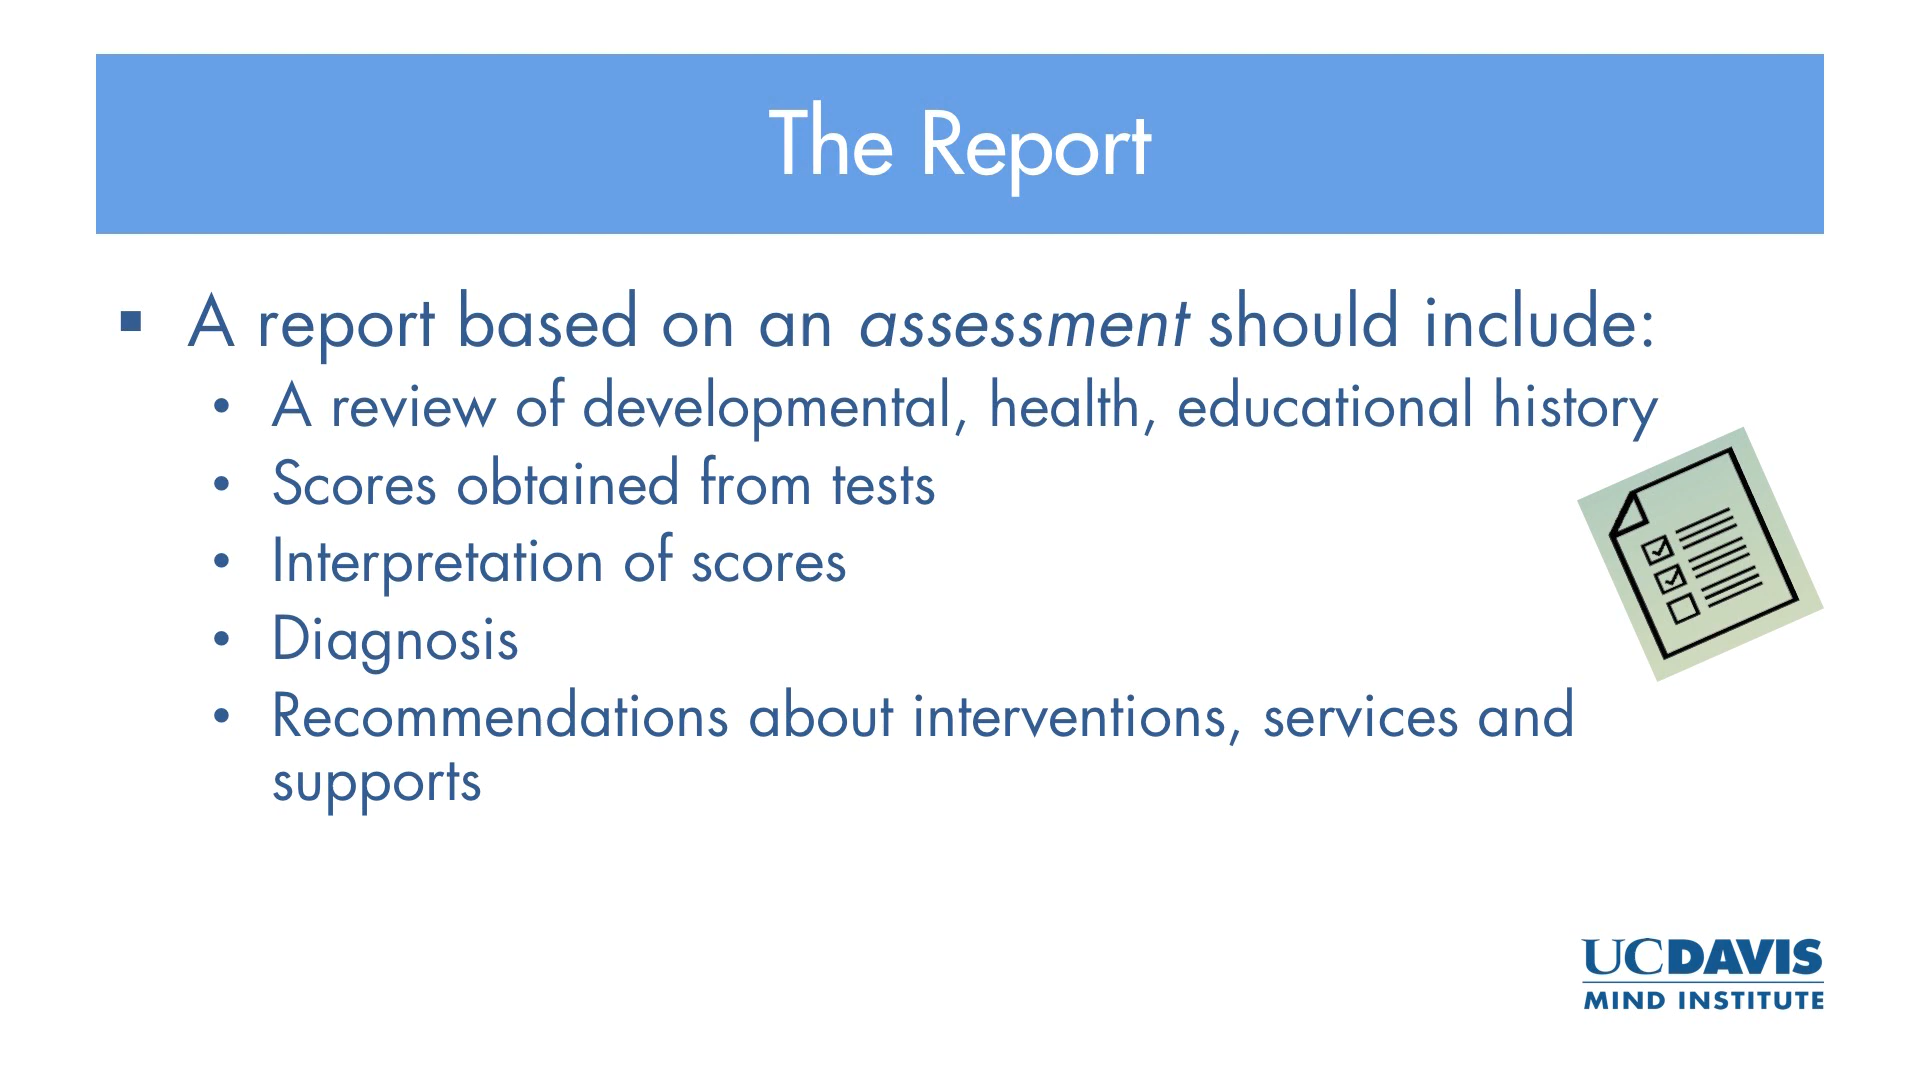 The Report
▪ A report based on an assessment should include:
• A review of developmental, health, educational history
• Scores obtained from tests
• Interpretation of scores
• Diagnosis
• Recommendations about interventions, services and
supports
UCDAVIS
MIND INSTITUTE